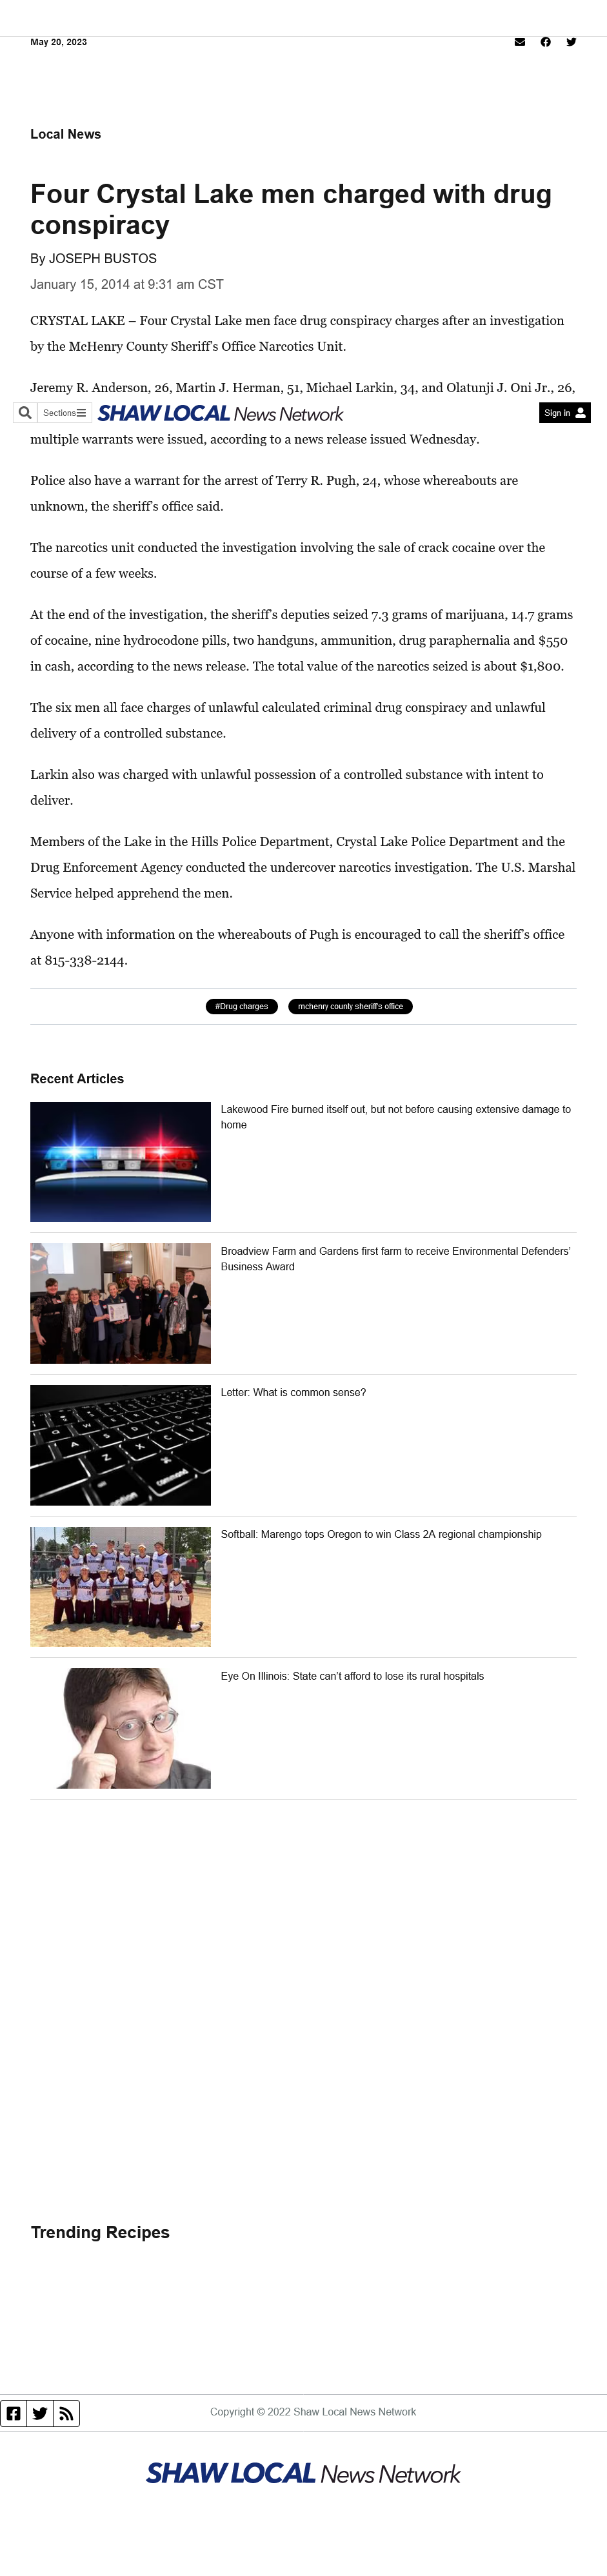 May 20, 2023
Local News
Four Crystal Lake men charged with drug
conspiracy
By JOSEPH BUSTOS
January 15, 2014 at 9:31 am CST
CRYSTAL LAKE – Four Crystal Lake men face drug conspiracy charges after an investigation
by the McHenry County Sheriff’s Office Narcotics Unit.
Jeremy R. Anderson, 26, Martin J. Herman, 51, Michael Larkin, 34, and Olatunji J. Oni Jr., 26,
Sections
SHAW LOCAL News Network
Sign in
multiple warrants were issued, according to a news release issued Wednesday.
Police also have a warrant for the arrest of Terry R. Pugh, 24, whose whereabouts are
unknown, the sheriff’s office said.
The narcotics unit conducted the investigation involving the sale of crack cocaine over the
course of a few weeks.
At the end of the investigation, the sheriff’s deputies seized 7.3 grams of marijuana, 14.7 grams
of cocaine, nine hydrocodone pills, two handguns, ammunition, drug paraphernalia and $550
in cash, according to the news release. The total value of the narcotics seized is about $1,800.
The six men all face charges of unlawful calculated criminal drug conspiracy and unlawful
delivery of a controlled substance.
Larkin also was charged with unlawful possession of a controlled substance with intent to
deliver.
Members of the Lake in the Hills Police Department, Crystal Lake Police Department and the
Drug Enforcement Agency conducted the undercover narcotics investigation. The U.S. Marshal
Service helped apprehend the men.
Anyone with information on the whereabouts of Pugh is encouraged to call the sheriff’s office
at 815-338-2144.
#Drug charges
mchenry county sheriff's office
Recent Articles
Lakewood Fire burned itself out, but not before causing extensive damage to
home
Broadview Farm and Gardens first farm to receive Environmental Defenders’
Business Award
Letter: What is common sense?
Softball: Marengo tops Oregon to win Class 2A regional championship
Eye On Illinois: State can’t afford to lose its rural hospitals
Trending Recipes
Copyright © 2022 Shaw Local News Network
SHAW LOCAL News Network